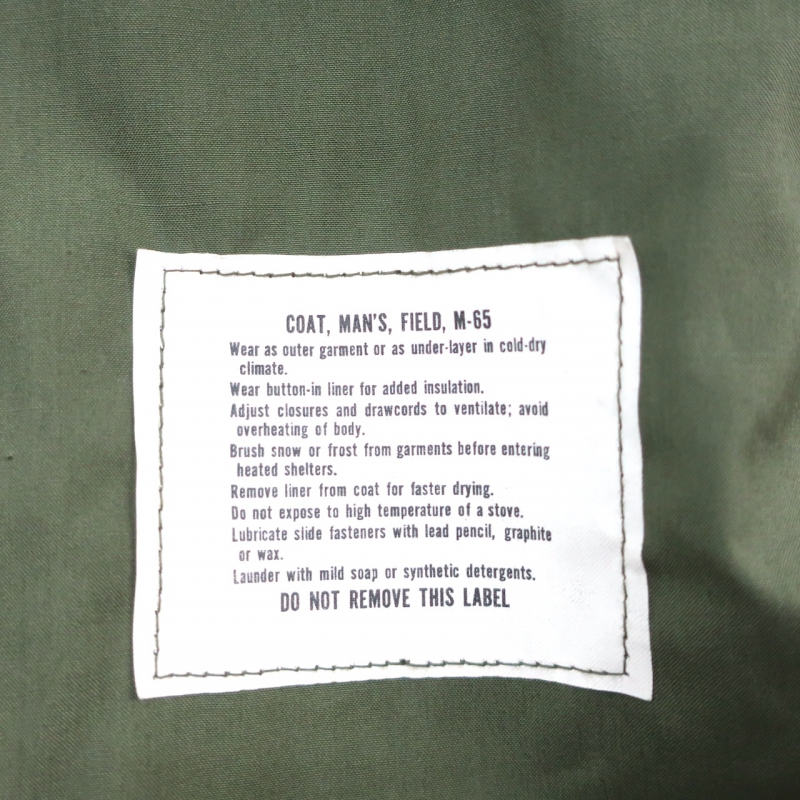 COAT, MAN'S, FIELD, M-65
Wear as outer garment or as under-layer in cold-dry
climate.
Wear button-in liner for added insulation.
Adjust closures and drawcords to ventilate; avoid
overheating of body.
Brush snow or frost from garments before entering
heated shelters.
Remove liner from coat for faster drying.
Do not expose to high temperature of a stove.
Lubricate slide fasteners with lead pencil, graphite
or wax.
Launder with mild soap or synthetic detergents.
DO NOT REMOVE THIS LABEL